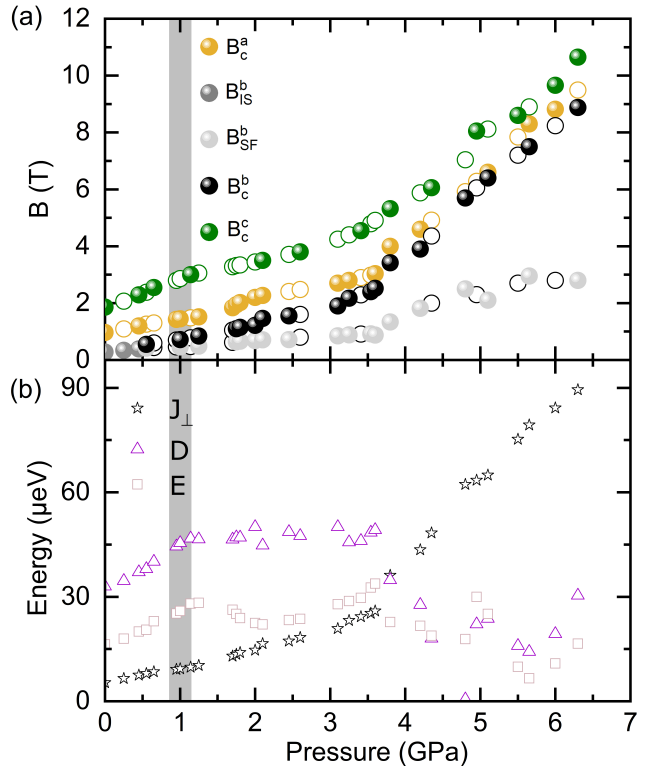 (a)
12
10
8
6
4
2
0
B (T)
B_c^a
B_IS^b
B_SF^b
B_c^b
B_c^c
(b)
90
60
30
0
Energy (μeV)
J_⊥
D
E
0 1 2 3 4 5 6 7
Pressure (GPa)